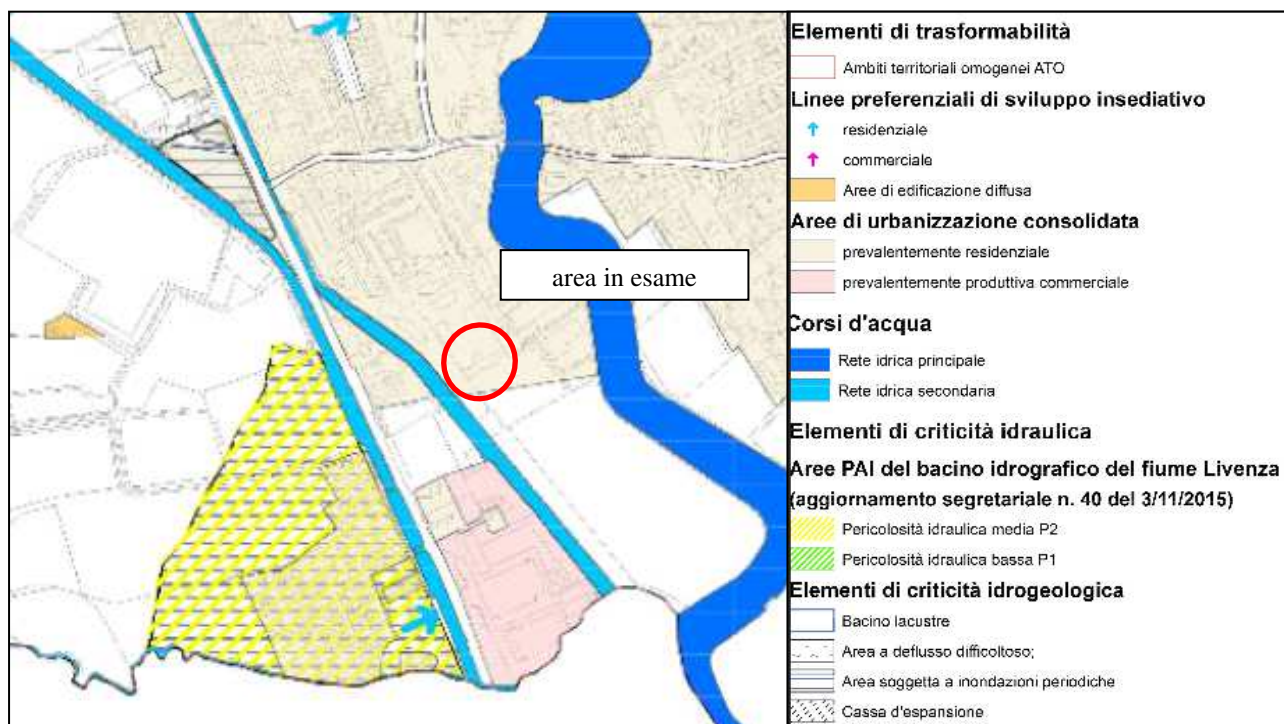 area in esame
Elementi di trasformabilità
Ambiti territoriali omogenei ATO
Linee preferenziali di sviluppo insediativo
residenziale
commerciale
Aree di edificazione diffusa
Aree di urbanizzazione consolidata
prevalentemente residenziale
prevalentemente produttiva commerciale
Corsi d'acqua
Rete idrica principale
Rete idrica secondaria
Elementi di criticità idraulica
Aree PAI del bacino idrografico del fiume Livenza
(aggiornamento segretariale n. 40 del 3/11/2015)
Pericolosità idraulica media P2
Pericolosità idraulica bassa P1
Elementi di criticità idrogeologica
Bacino lacustre
Area a deflusso difficoltoso;
Area soggetta a inondazioni periodiche
Cassa d'espansione